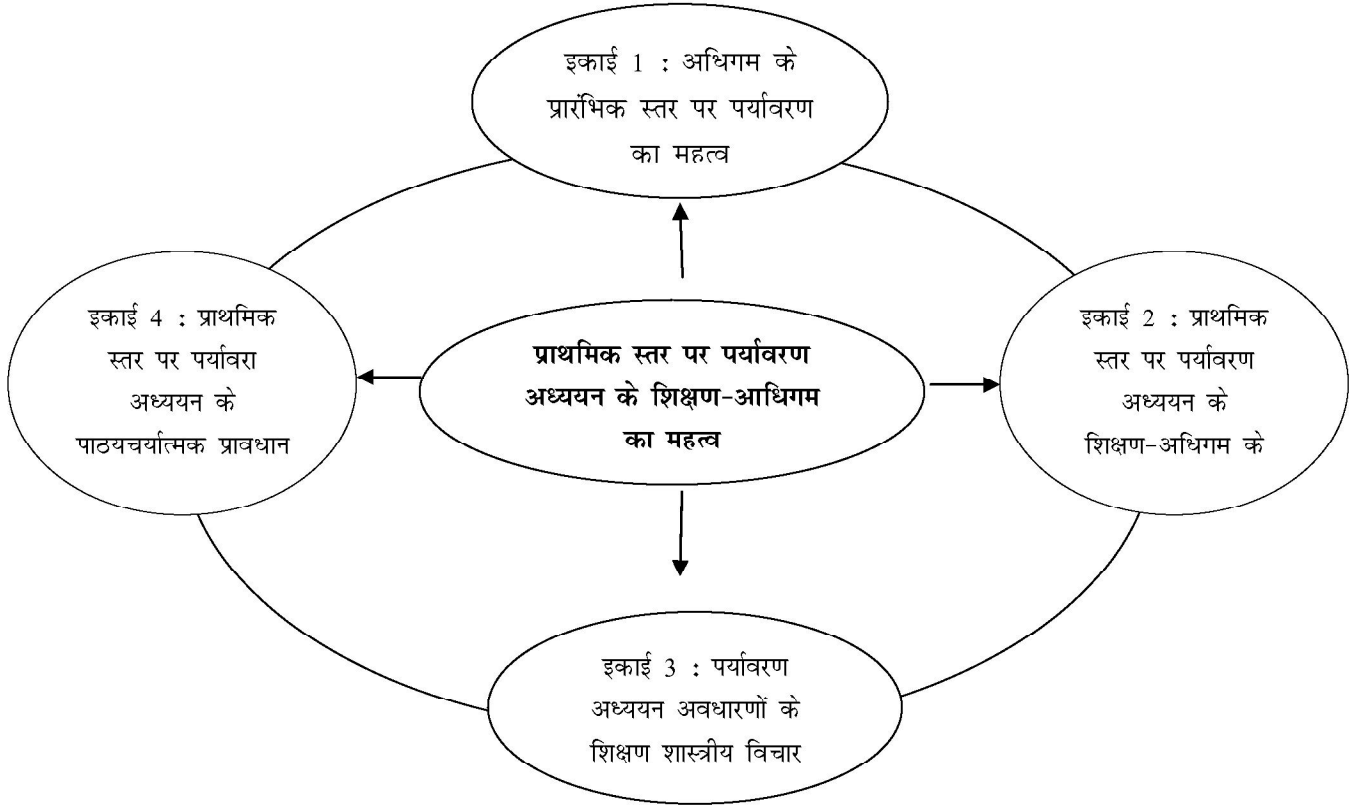 इकाई 1 : अधिगम के
प्रारंभिक स्तर पर पर्यावरण
का महत्व
इकाई 4 : प्राथमिक
स्तर पर पर्यावरा
अध्ययन के
पाठयचर्यात्मक प्रावधान
प्राथमिक स्तर पर पर्यावरण
अध्ययन के शिक्षण-आधिगम
का महत्व
इकाई 2 : प्राथमिक
स्तर पर पर्यावरण
अध्ययन के
शिक्षण-अधिगम के
इकाई 3 : पर्यावरण
अध्ययन अवधारणों के
शिक्षण शास्त्रीय विचार